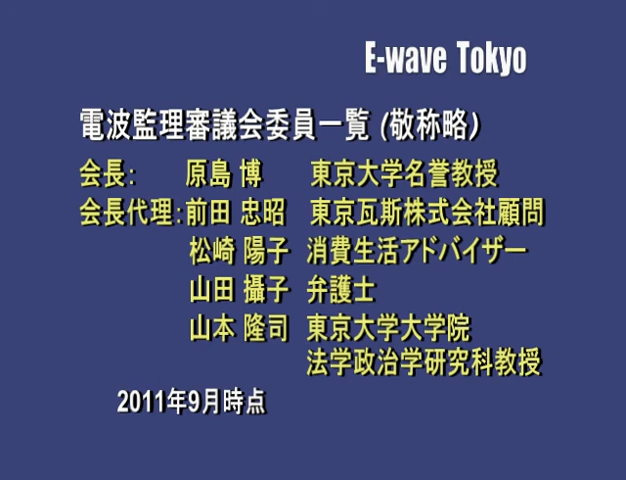 E-wave Tokyo
電波監理審議会委員一覧 (敬称略)
会長: 原島 博 東京大学名誉教授
会長代理:前田 忠昭 東京瓦斯株式会社顧問
松崎 陽子 消費生活アドバイザー
山田 攝子 弁護士
山本 隆司 東京大学大学院
法学政治学研究科教授
2011年9月時点